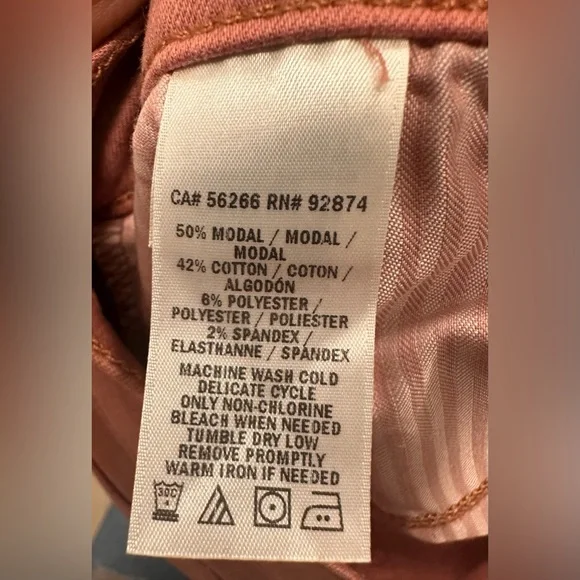 CA# 56266 RN# 92874
50% MODAL / MODAL /
MODAL
42% COTTON / COTON /
ALGODÓN
6% POLYESTER /
POLYESTER / POLIESTER
2% SPANDEX /
ELASTHANNE / SPANDEX
MACHINE WASH COLD
DELICATE CYCLE
ONLY NON-CHLORINE
BLEACH WHEN NEEDED
TUMBLE DRY LOW
REMOVE PROMPTLY
WARM IRON IF NEEDED
30C